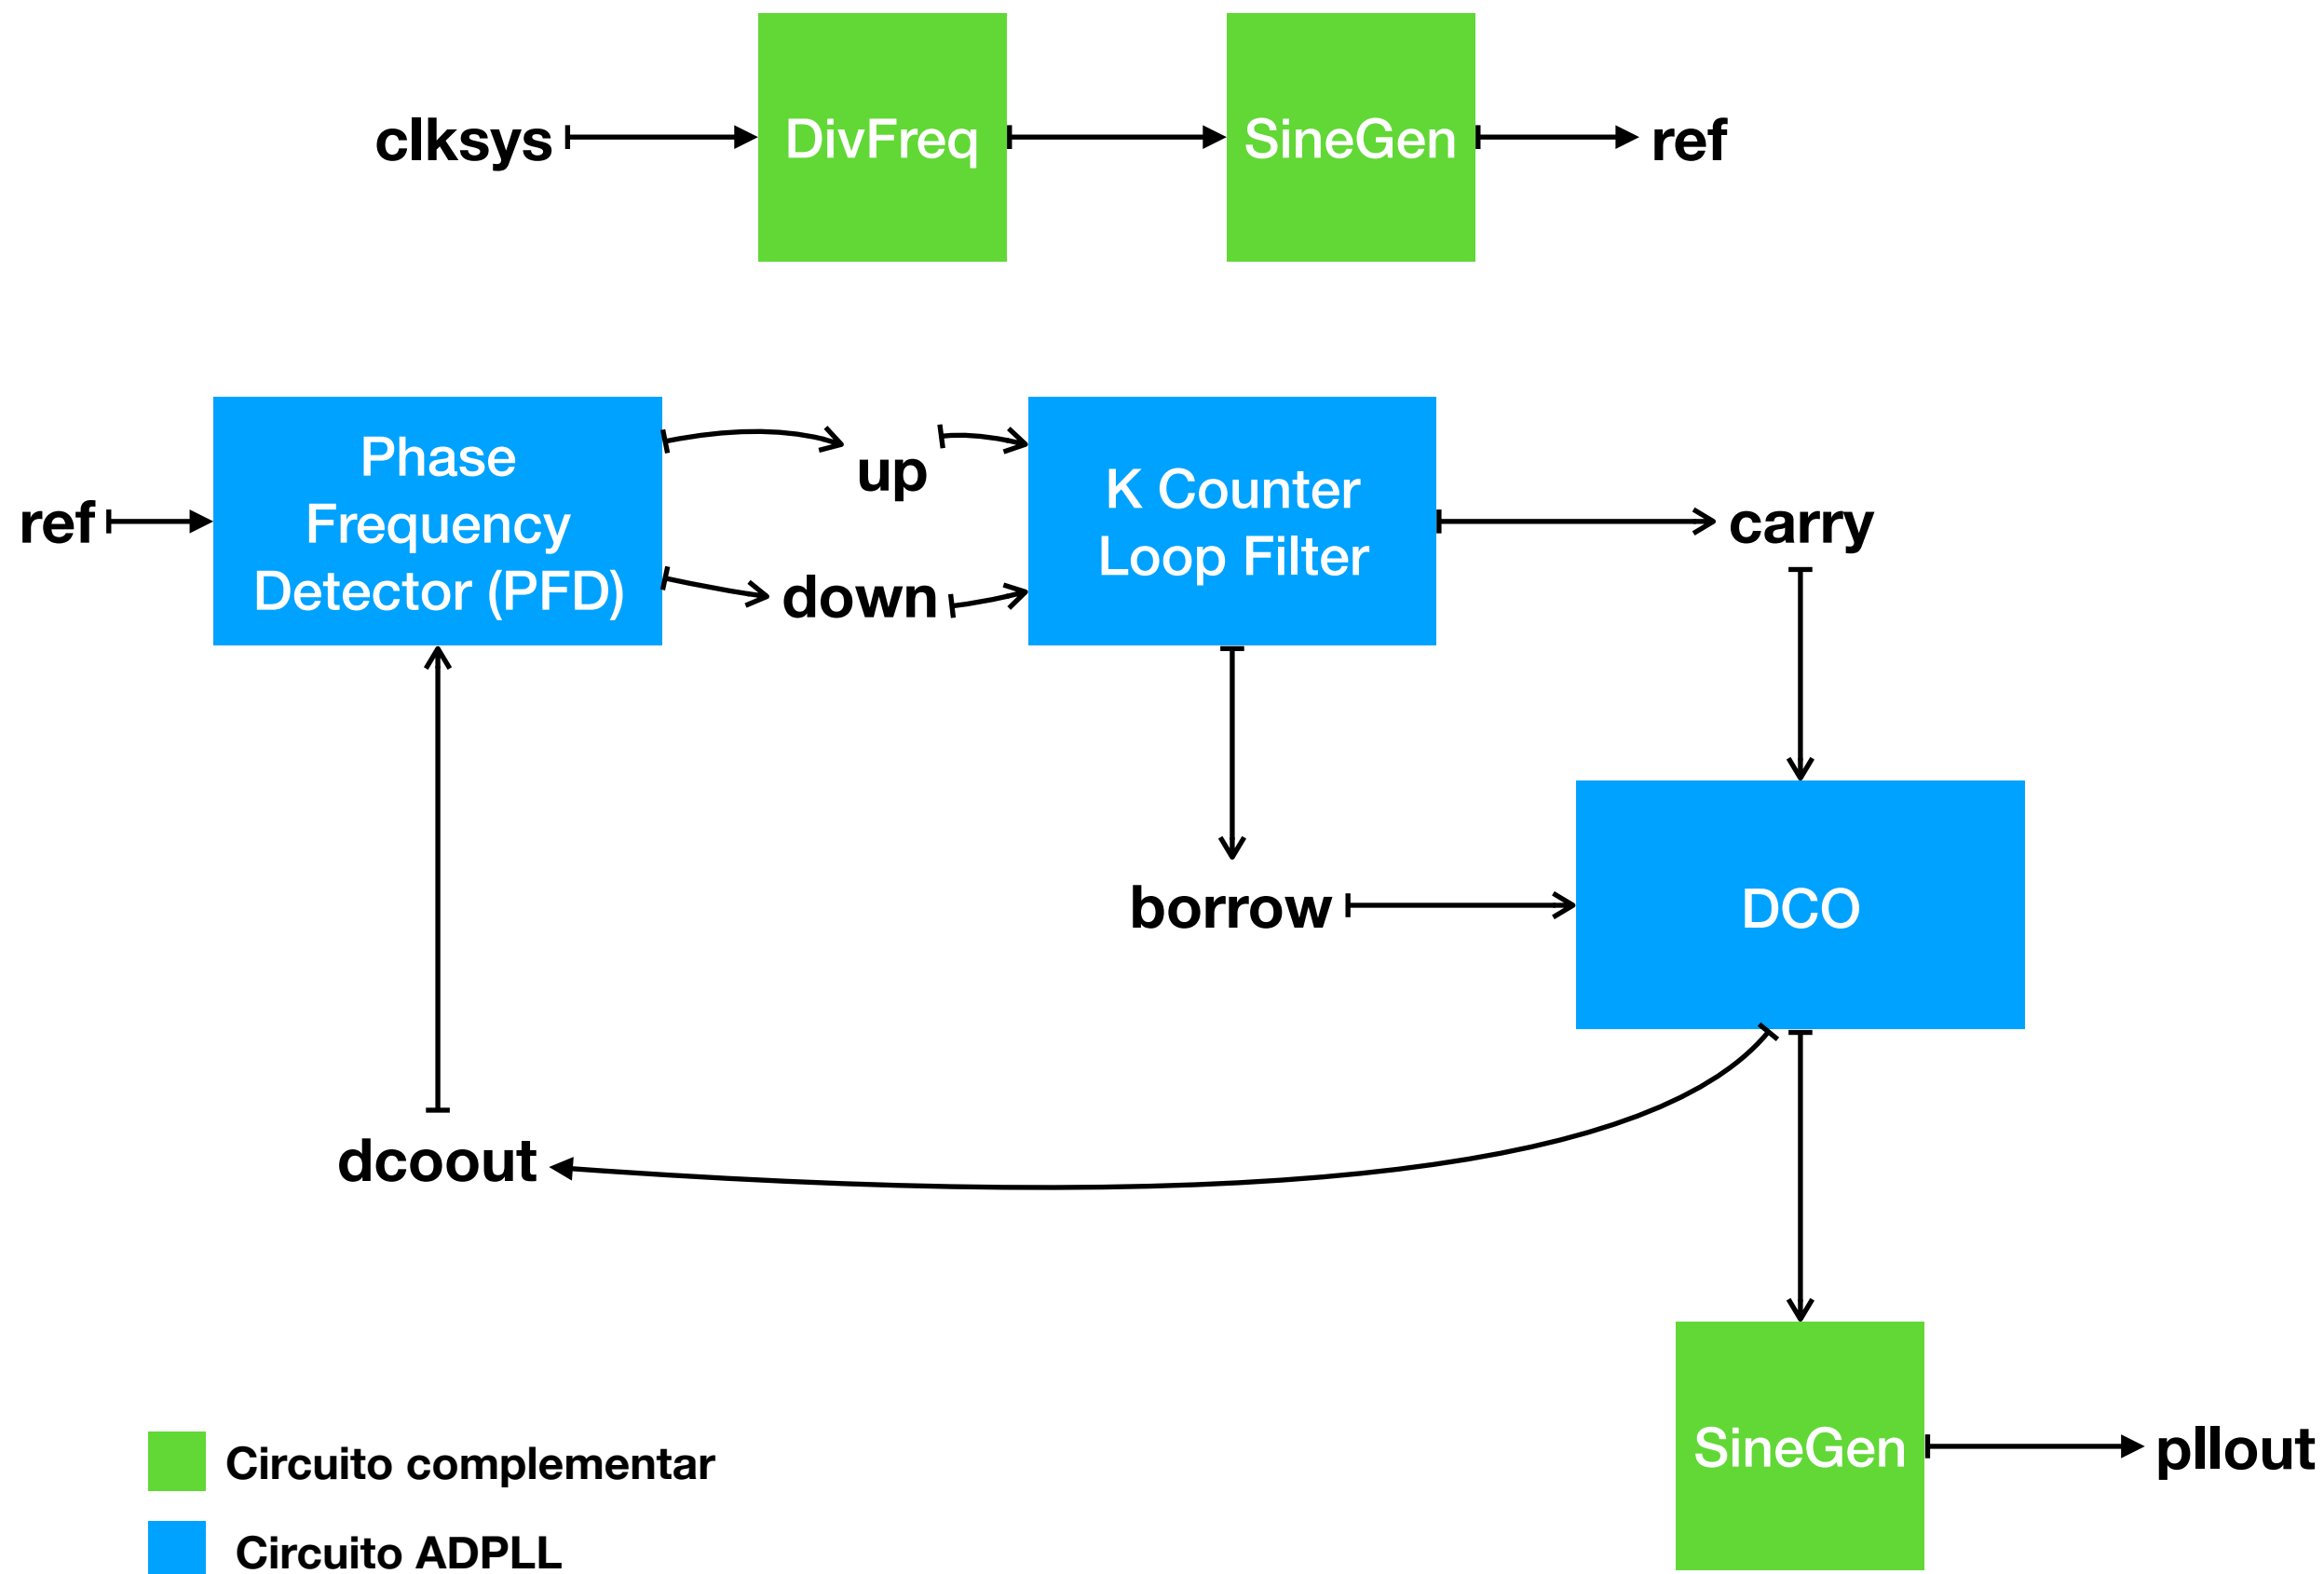 clksys
DivFreq
SineGen
ref
ref
Phase
Frequency
Detector (PFD)
up
down
K Counter
Loop Filter
carry
borrow
DCO
dcoout
SineGen
pllout
Circuito complementar
Circuito ADPLL